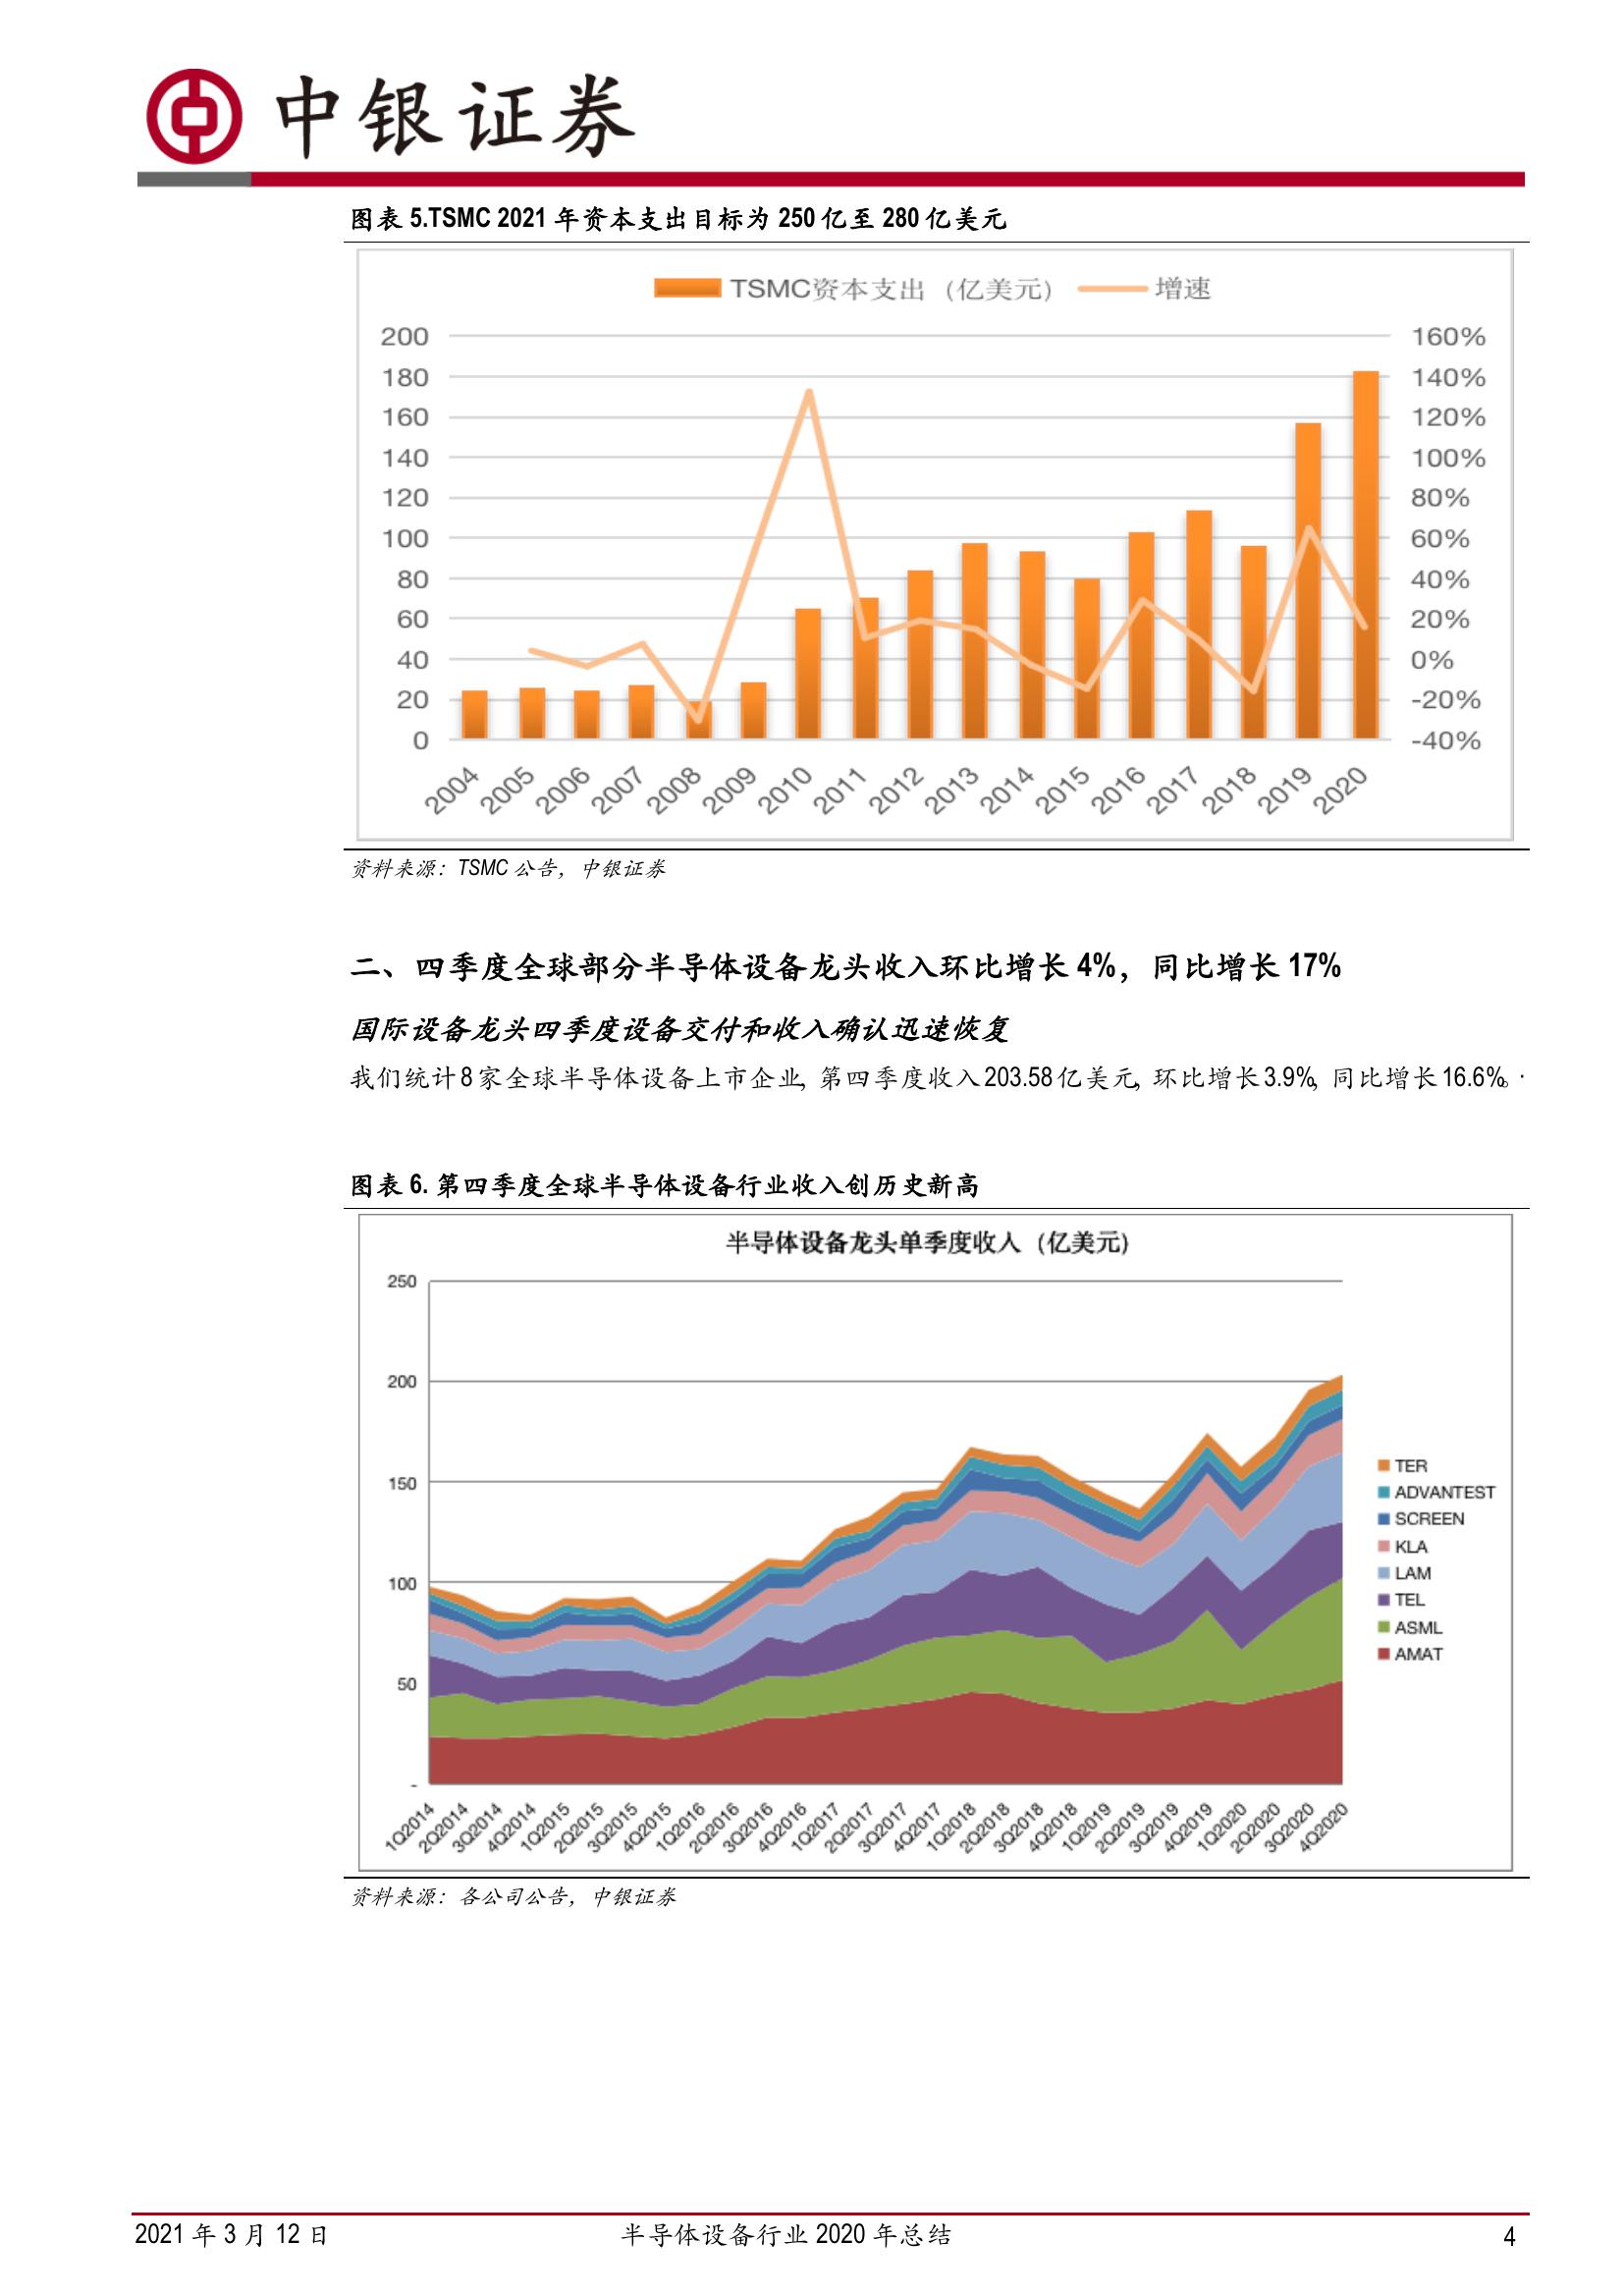 中银证券
图表 5.TSMC 2021 年资本支出目标为 250 亿至 280 亿美元
TSMC资本支出（亿美元） 增速
200 160%
180 140%
160 120%
140 100%
120 80%
100 60%
80 40%
60 20%
40 0%
20 -20%
0 -40%
2004 2005 2006 2007 2008 2009 2010 2011 2012 2013 2014 2015 2016 2017 2018 2019 2020
资料来源：TSMC 公告，中银证券
二、四季度全球部分半导体设备龙头收入环比增长 4%，同比增长 17%
国际设备龙头四季度设备交付和收入确认迅速恢复
我们统计 8 家全球半导体设备上市企业，第四季度收入 203.58 亿美元，环比增长 3.9%，同比增长 16.6%。·
图表 6. 第四季度全球半导体设备行业收入创历史新高
半导体设备龙头单季度收入（亿美元）
250
200
150
100
50
-
TER
ADVANTEST
SCREEN
KLA
LAM
TEL
ASML
AMAT
1Q2014 2Q2014 3Q2014 4Q2014 1Q2015 2Q2015 3Q2015 4Q2015 1Q2016 2Q2016 3Q2016 4Q2016 1Q2017 2Q2017 3Q2017 4Q2017 1Q2018 2Q2018 3Q2018 4Q2018 1Q2019 2Q2019 3Q2019 4Q2019 1Q2020 2Q2020 3Q2020 4Q2020
资料来源：各公司公告，中银证券
2021 年 3 月 12 日 半导体设备行业 2020 年总结 4